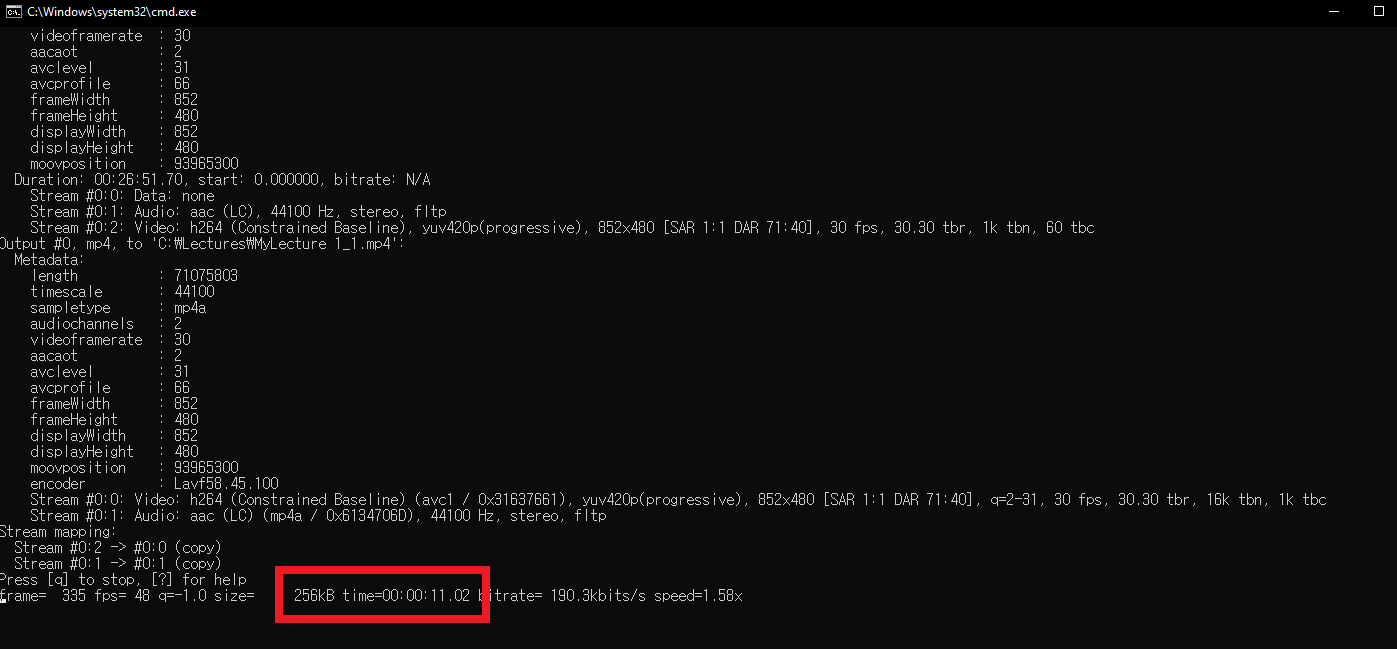 C:\Windows\system32\cmd.exe
videoframerate  : 30
aacaot          : 2
avclevel        : 31
avcprofile      : 66
frameWidth      : 852
frameHeight     : 480
displayWidth    : 852
displayHeight   : 480
moovposition    : 93965300
Duration: 00:26:51.70, start: 0.000000, bitrate: N/A
Stream #0:0: Data: none
Stream #0:1: Audio: aac (LC), 44100 Hz, stereo, fltp
Stream #0:2: Video: h264 (Constrained Baseline), yuv420p(progressive), 852x480 [SAR 1:1 DAR 71:40], 30 fps, 30.30 tbr, 1k tbn, 60 tbc
Output #0, mp4, to 'C:₩Lectures₩MyLecture 1_1.mp4':
Metadata:
length          : 71075803
timescale       : 44100
sampletype      : mp4a
audiochannels   : 2
videoframerate  : 30
aacaot          : 2
avclevel        : 31
avcprofile      : 66
frameWidth      : 852
frameHeight     : 480
displayWidth    : 852
displayHeight   : 480
moovposition    : 93965300
encoder         : Lavf58.45.100
Stream #0:0: Video: h264 (Constrained Baseline) (avc1 / 0x31637661), yuv420p(progressive), 852x480 [SAR 1:1 DAR 71:40], q=2-31, 30 fps, 30.30 tbr, 16k tbn, 1k tbc
Stream #0:1: Audio: aac (LC) (mp4a / 0x6134706D), 44100 Hz, stereo, fltp
Stream mapping:
Stream #0:2 -> #0:0 (copy)
Stream #0:1 -> #0:1 (copy)
Press [q] to stop, [?] for help
frame=  335 fps= 48 q=-1.0 size=     256kB time=00:00:11.02 bitrate= 190.3kbits/s speed=1.58x